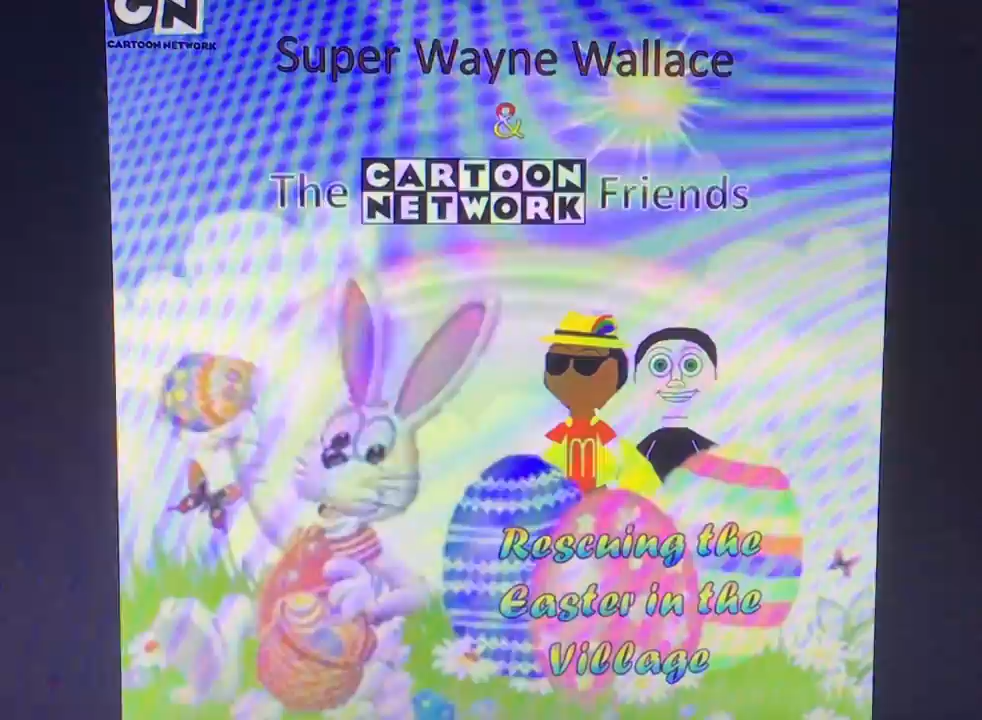 CN
CARTOON NETWORK
Super Wayne Wallace
&
The CARTOON NETWORK Friends
Rescuing the
Easter in the
Village